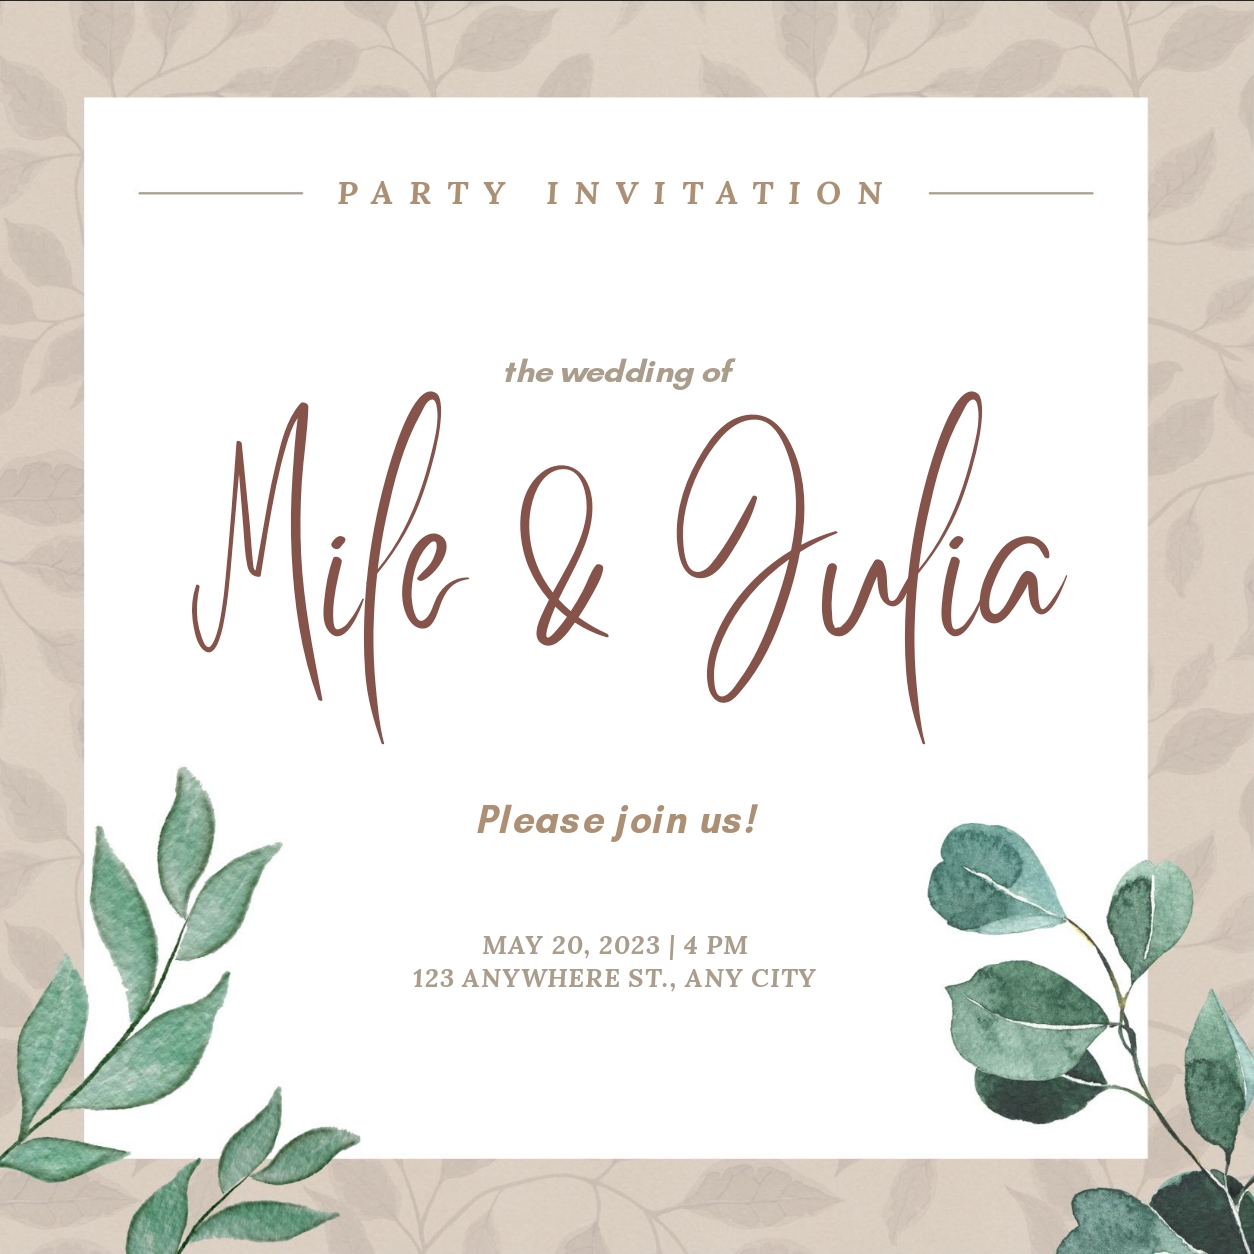 PARTY INVITATION
the wedding of
Mile & Julia
Please join us!
MAY 20, 2023 | 4 PM
123 ANYWHERE ST., ANY CITY